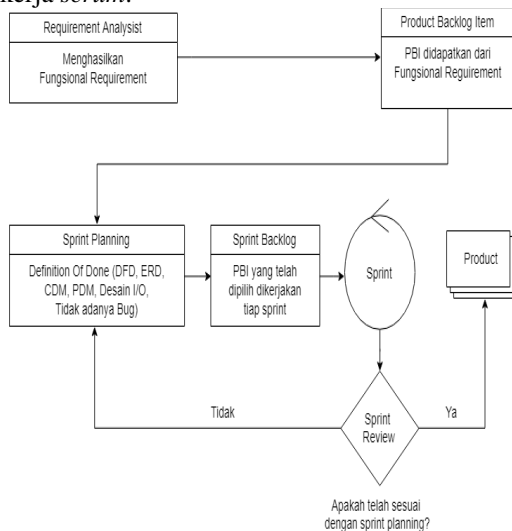 kerja scrum.
Requirement Analysist
Menghasilkan
Fungsional Requirement
Product Backlog Item
PBI didapatkan dari
Fungsional Reguirement
Sprint Planning
Definition Of Done (DFD, ERD,
CDM, PDM, Desain I/O,
Tidak adanya Bug)
Sprint Backlog
PBI yang telah
dipilih dikerjakan
tiap sprint
Sprint
Product
Tidak
Sprint
Review
Ya
Apakah telah sesuai
dengan sprint planning?